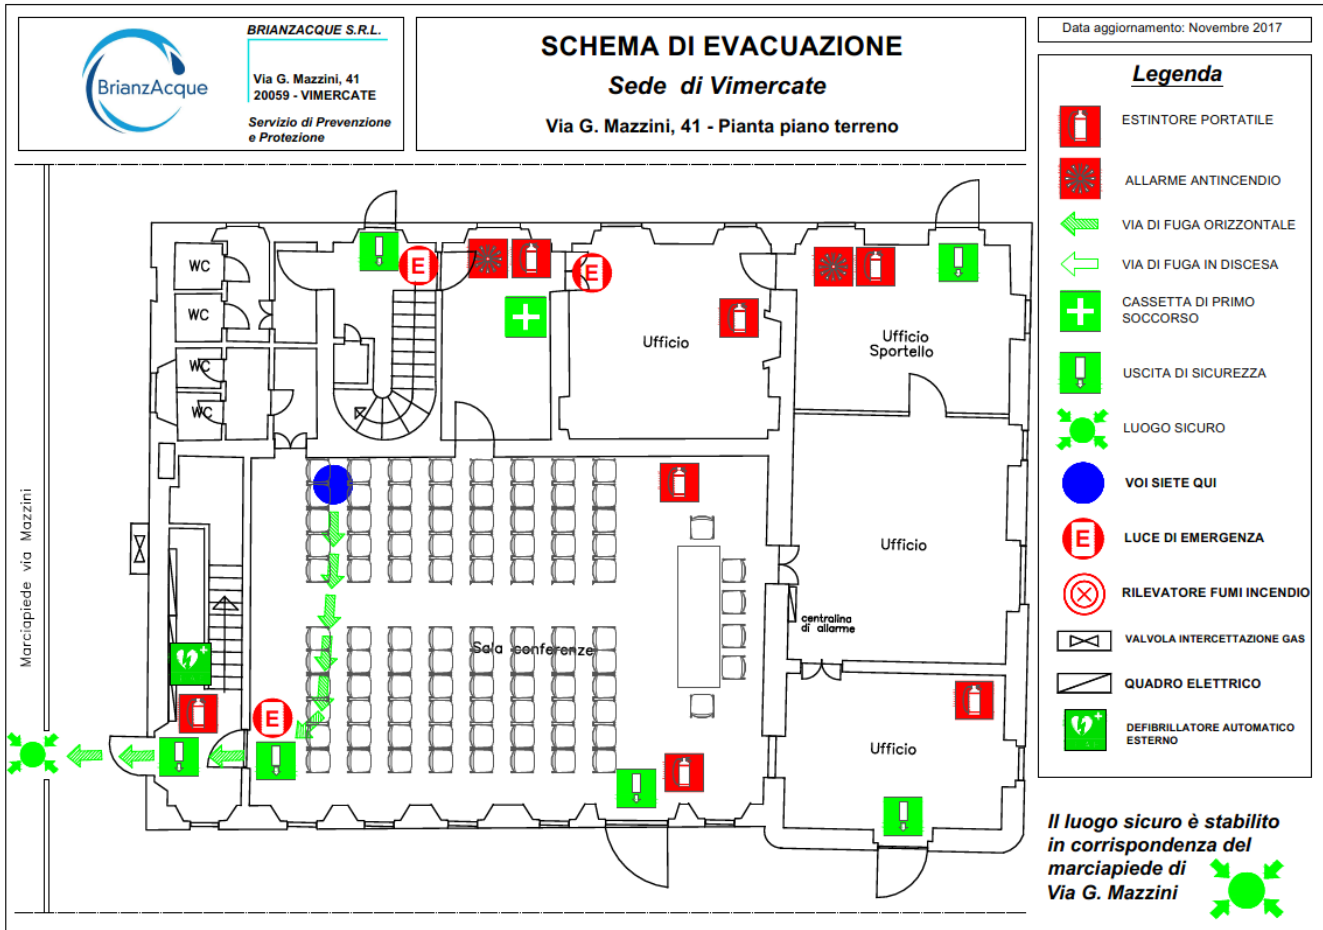 BrianzAcque
BRIANZACQUE S.R.L.
Via G. Mazzini, 41
20059 - VIMERCATE
Servizio di Prevenzione
e Protezione
SCHEMA DI EVACUAZIONE
Sede di Vimercate
Via G. Mazzini, 41 - Pianta piano terreno
Data aggiornamento: Novembre 2017
Legenda
ESTINTORE PORTATILE
ALLARME ANTINCENDIO
VIA DI FUGA ORIZZONTALE
VIA DI FUGA IN DISCESA
CASSETTA DI PRIMO
SOCCORSO
USCITA DI SICUREZZA
LUOGO SICURO
VOI SIETE QUI
E
LUCE DI EMERGENZA
RILEVATORE FUMI INCENDIO
VALVOLA INTERCETTAZIONE GAS
QUADRO ELETTRICO
DEFIBRILLATORE AUTOMATICO
ESTERNO
Il luogo sicuro è stabilito
in corrispondenza del
marciapiede di
Via G. Mazzini
WC
WC
WC
WC
E
E
Ufficio
Ufficio
Sportello
Ufficio
centralina
di allarme
Sala conferenze
Ufficio
E
Marciapiede via Mazzini